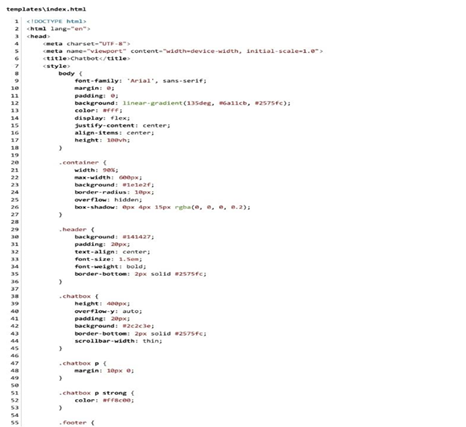 templates\index.html
1 <!DOCTYPE html>
2 <html lang="en">
3 <head>
4 <meta charset="UTF-8">
5 <meta name="viewport" content="width=device-width, initial-scale=1.0">
6 <title>Chatbot</title>
7 <style>
8 body {
9 font-family: 'Arial', sans-serif;
10 margin: 0;
11 padding: 0;
12 background: linear-gradient(135deg, #6a11cb, #2575fc);
13 color: #fff;
14 display: flex;
15 justify-content: center;
16 align-items: center;
17 height: 100vh;
18 }
19
20 .container {
21 width: 90%;
22 max-width: 600px;
23 background: #1e1e2f;
24 border-radius: 10px;
25 overflow: hidden;
26 box-shadow: 0px 4px 15px rgba(0, 0, 0, 0.2);
27 }
28
29 .header {
30 background: #141427;
31 padding: 20px;
32 text-align: center;
33 font-size: 1.5em;
34 font-weight: bold;
35 border-bottom: 2px solid #2575fc;
36 }
37
38 .chatbox {
39 height: 400px;
40 overflow-y: auto;
41 padding: 20px;
42 background: #2c2c3e;
43 border-bottom: 2px solid #2575fc;
44 scrollbar-width: thin;
45 }
46
47 .chatbox p {
48 margin: 10px 0;
49 }
50
51 .chatbox p strong {
52 color: #ff8c00;
53 }
54
55 .footer {